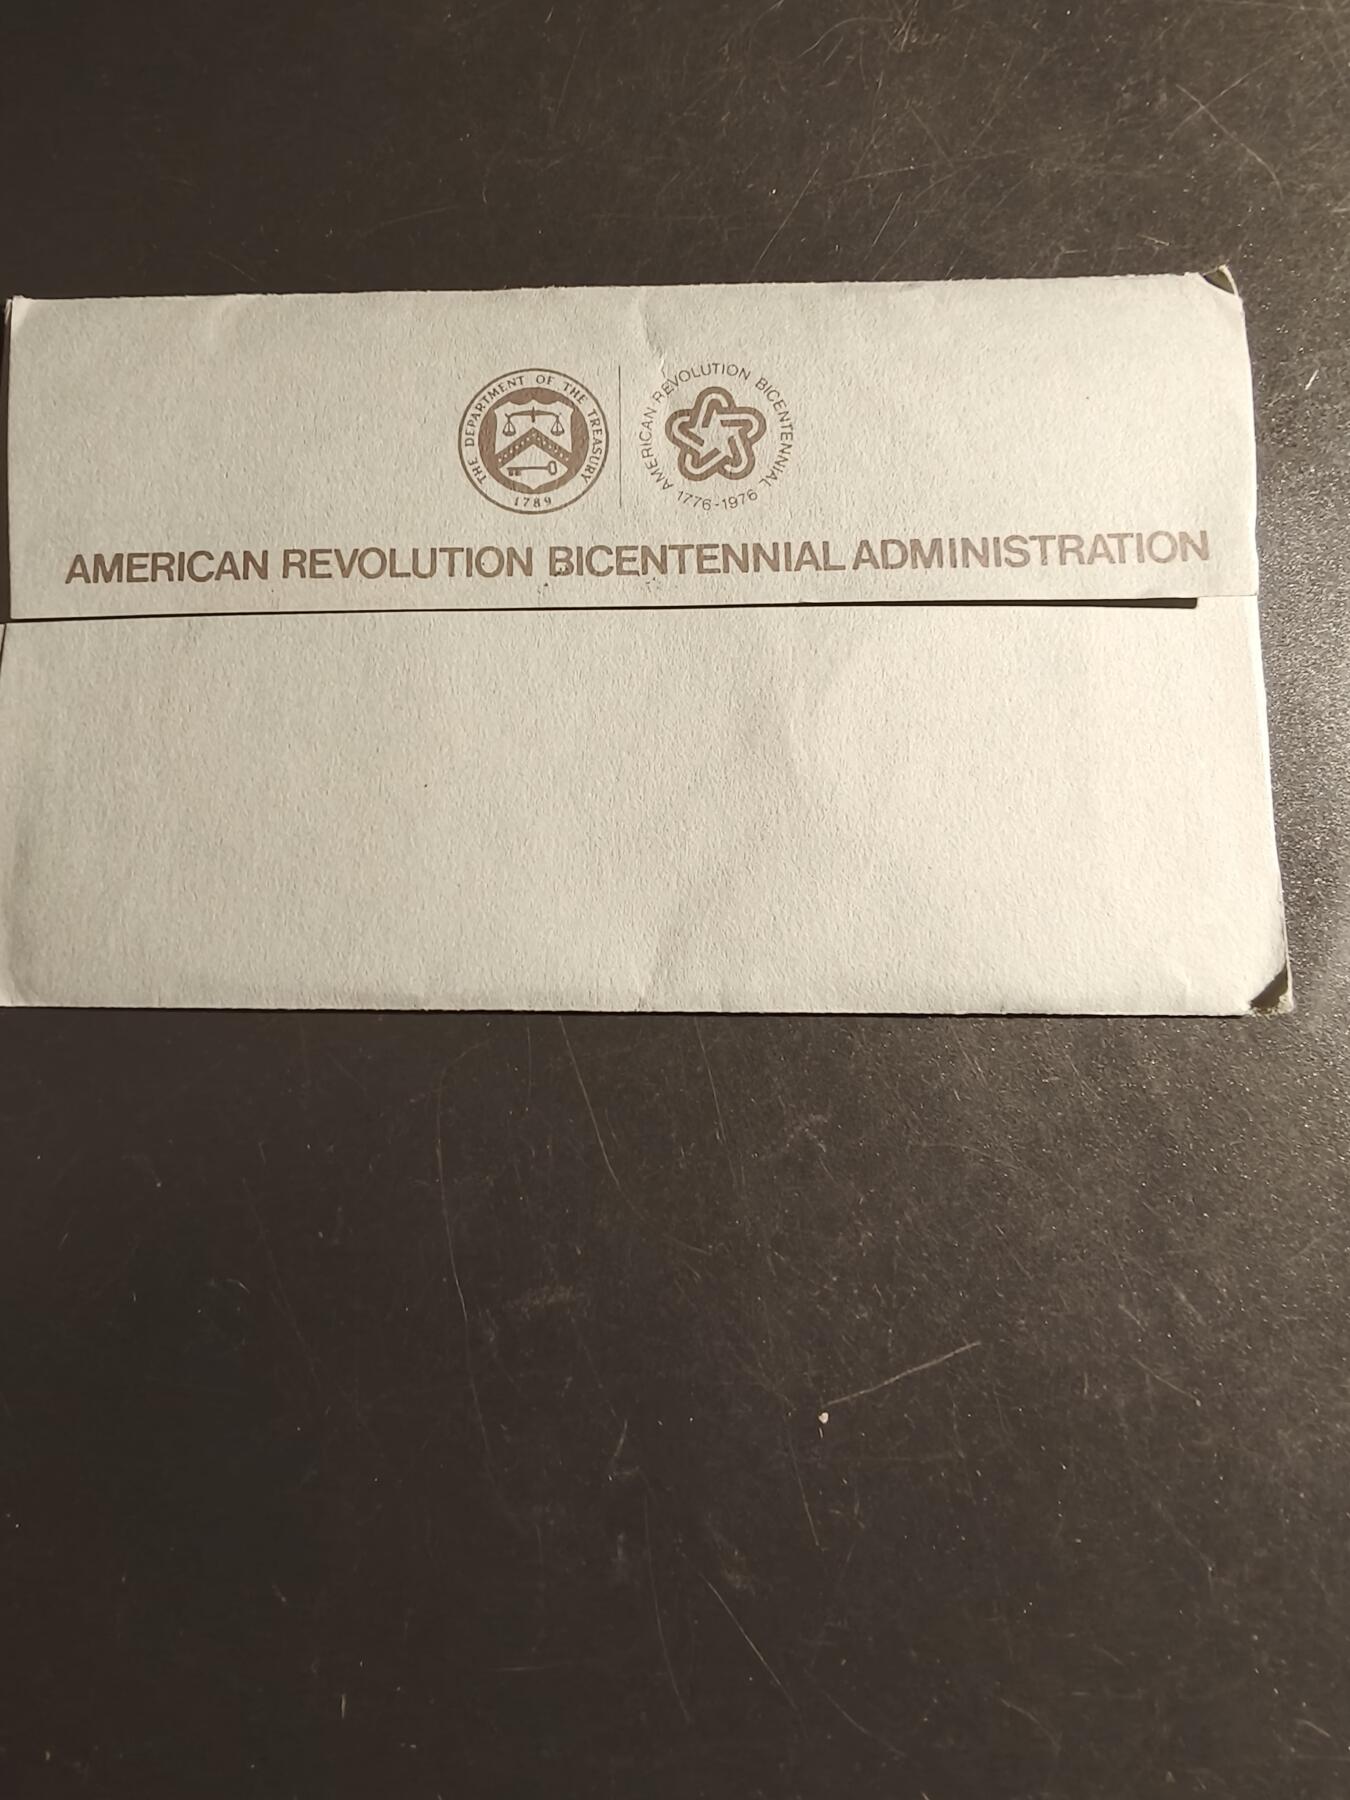 THE DEPARTMENT OF THE TREASURY
1789
AMERICAN REVOLUTION BICENTENNIAL
1776-1976
AMERICAN REVOLUTION BICENTENNIAL ADMINISTRATION